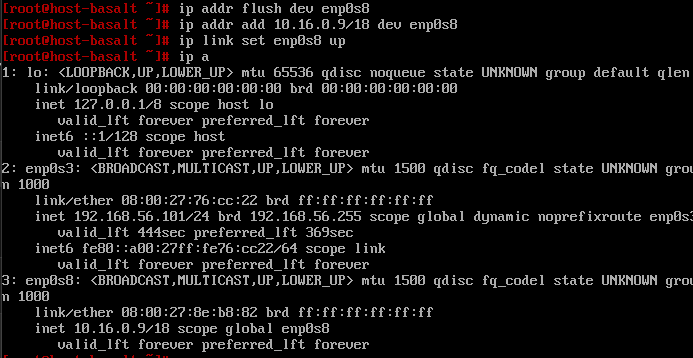 [root@host-basalt ]# ip addr flush dev enp0s8
[root@host-basalt ]# ip addr add 10.16.0.9/18 dev enp0s8
[root@host-basalt ]# ip link set enp0s8 up
[root@host-basalt ]# ip a
1: lo: <LOOPBACK,UP,LOWER_UP> mtu 65536 qdisc noqueue state UNKNOWN group default qlen
    link/loopback 00:00:00:00:00:00 brd 00:00:00:00:00:00
    inet 127.0.0.1/8 scope host lo
       valid_lft forever preferred_lft forever
    inet6 ::1/128 scope host
       valid_lft forever preferred_lft forever
2: enp0s3: <BROADCAST,MULTICAST,UP,LOWER_UP> mtu 1500 qdisc fq_codel state UNKNOWN grou
n 1000
    link/ether 08:00:27:76:cc:22 brd ff:ff:ff:ff:ff:ff
    inet 192.168.56.101/24 brd 192.168.56.255 scope global dynamic noprefixroute enp0s3
       valid_lft 444sec preferred_lft 369sec
    inet6 fe80::a00:27ff:fe76:cc22/64 scope link
       valid_lft forever preferred_lft forever
3: enp0s8: <BROADCAST,MULTICAST,UP,LOWER_UP> mtu 1500 qdisc fq_codel state UNKNOWN grou
n 1000
    link/ether 08:00:27:8e:b8:82 brd ff:ff:ff:ff:ff:ff
    inet 10.16.0.9/18 scope global enp0s8
       valid_lft forever preferred_lft forever
[root@host-basalt ]#